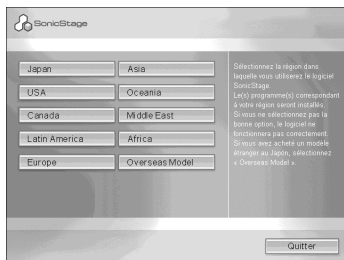 SonicStage
Japan
Asia
USA
Oceania
Canada
Middle East
Latin America
Africa
Europe
Overseas Model
Sélectionnez la région dans
laquelle vous utiliserez le logiciel
SonicStage.
Le(s) programme(s) correspondant
à votre région seront installés.
Si vous ne sélectionnez pas la
bonne option, le logiciel ne
fonctionnera pas correctement.
Si vous avez acheté un modèle
étranger au Japon, sélectionnez
« Overseas Model ».
Quitter